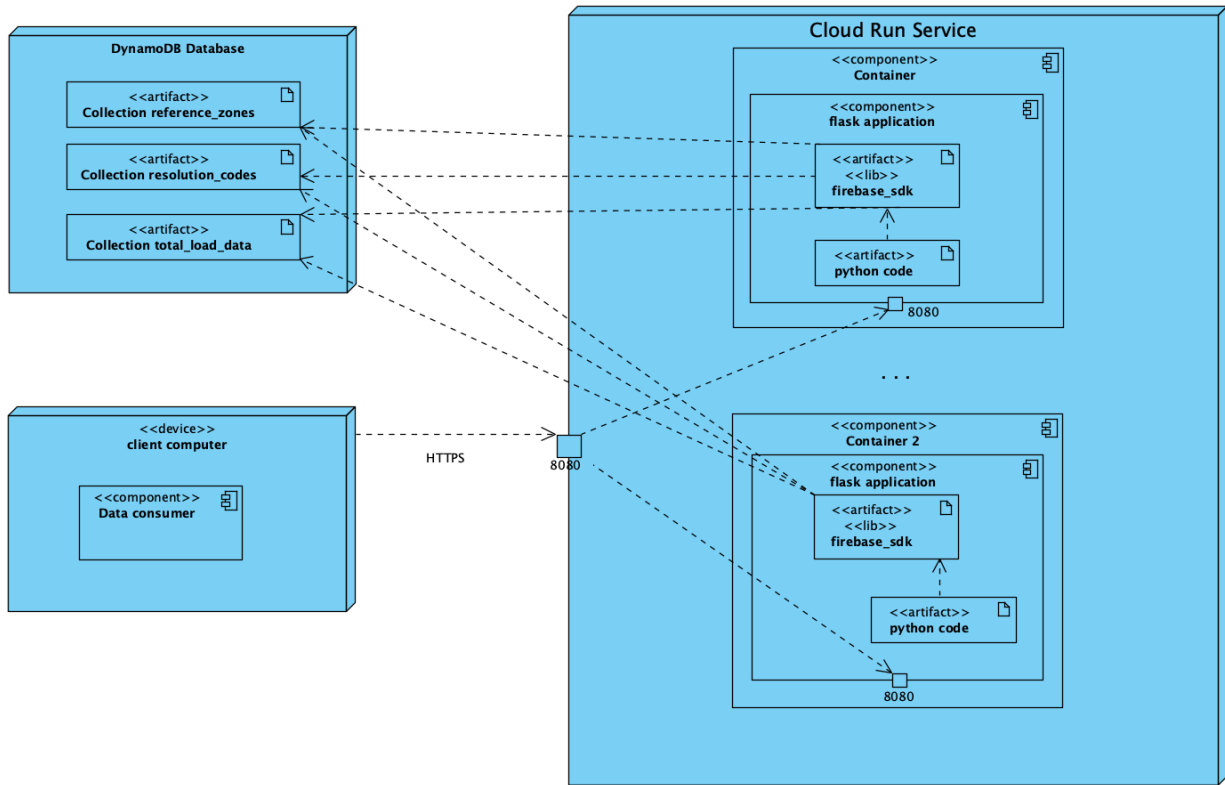 DynamoDB Database
<<artifact>>
Collection reference_zones
<<artifact>>
Collection resolution_codes
<<artifact>>
Collection total_load_data
<<device>>
client computer
<<component>>
Data consumer
HTTPS
8080
Cloud Run Service
<<component>>
Container
<<component>>
flask application
<<artifact>>
<<lib>>
firebase_sdk
<<artifact>>
python code
8080
. . .
<<component>>
Container 2
<<component>>
flask application
<<artifact>>
<<lib>>
firebase_sdk
<<artifact>>
python code
8080